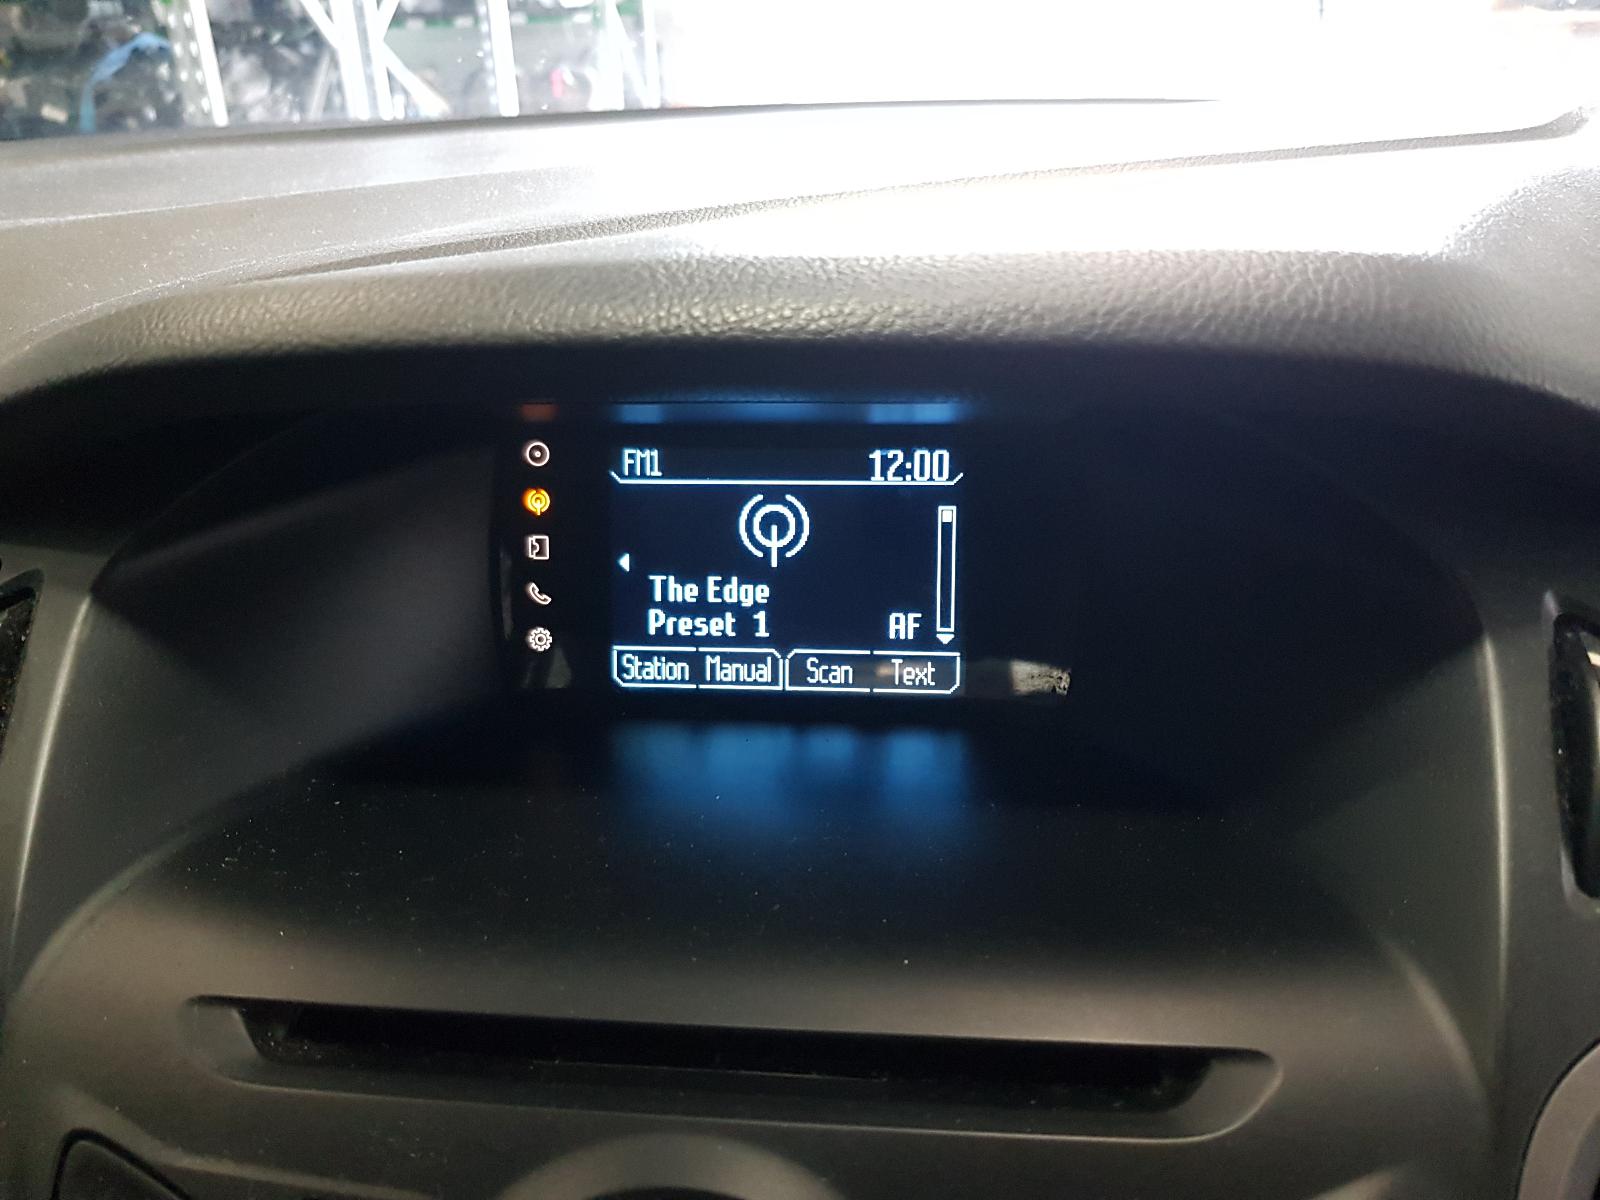 FM1 12:00
The Edge
Preset 1 AF
Station Manual Scan Text